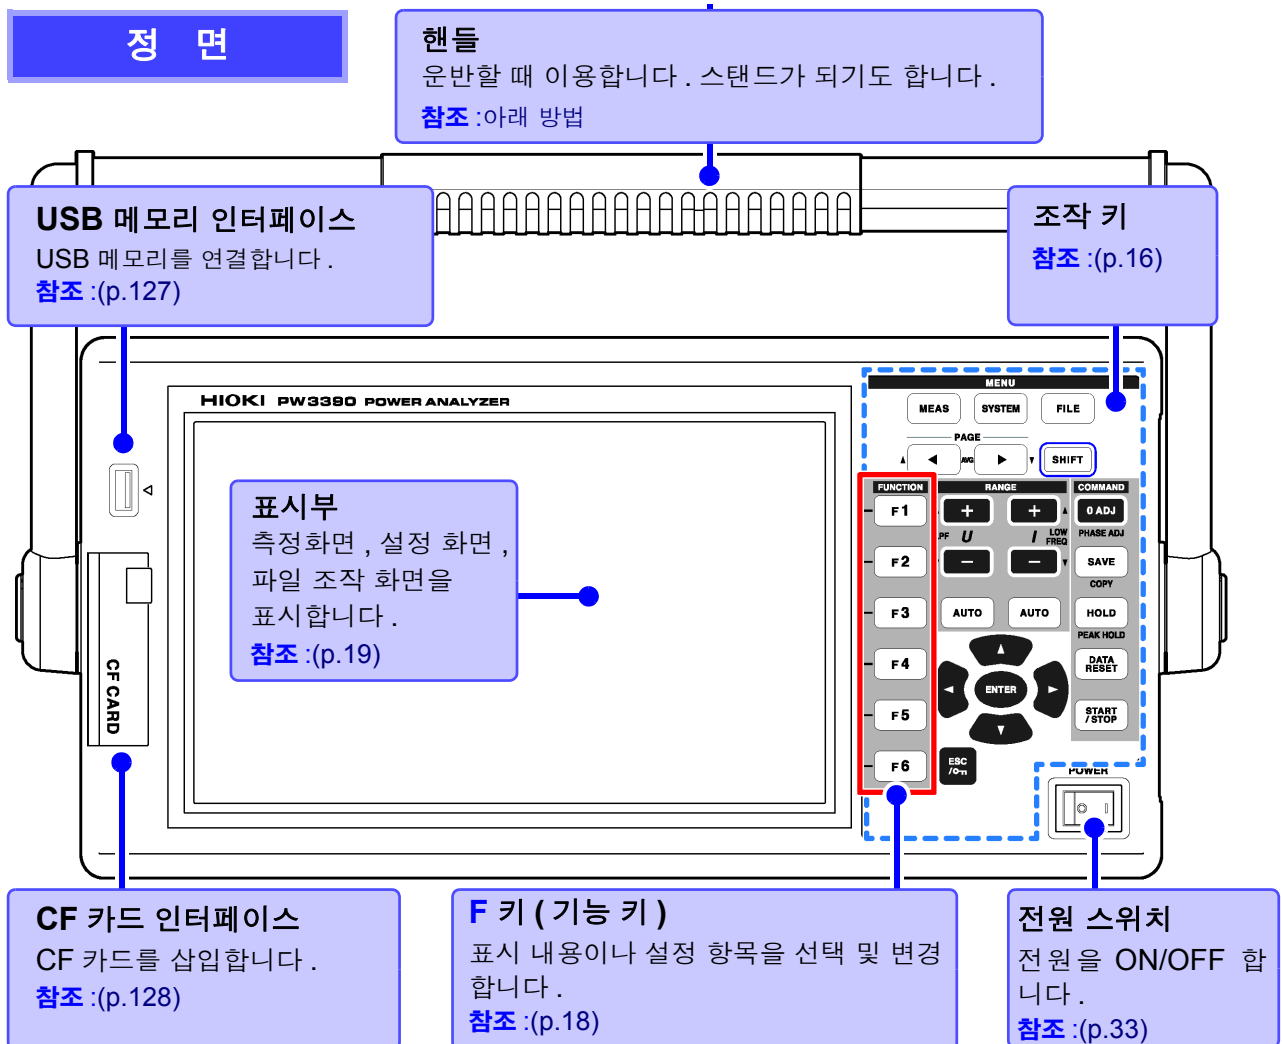 정 면
핸들
운반할 때 이용합니다 . 스탠드가 되기도 합니다 .
참조 :아래 방법
USB 메모리 인터페이스
USB 메모리를 연결합니다 .
참조 :(p.127)
조작 키
참조 :(p.16)
HIOKI PW3390 POWER ANALYZER
MENU
MEAS SYSTEM FILE
PAGE
AVG
SHIFT
FUNCTION RANGE COMMAND
F1 + + 0 ADJ
PF U I LOW FREQ PHASE ADJ
F2 − − SAVE
COPY
F3 AUTO AUTO HOLD
PEAK HOLD
F4 DATA RESET
ENTER
F5 START /STOP
F6 ESC /
POWER
표시부
측정화면 , 설정 화면 ,
파일 조작 화면을
표시합니다 .
참조 :(p.19)
CF CARD
CF 카드 인터페이스
CF 카드를 삽입합니다 .
참조 :(p.128)
F 키 ( 기능 키 )
표시 내용이나 설정 항목을 선택 및 변경
합니다 .
참조 :(p.18)
전원 스위치
전원을 ON/OFF 합
니다 .
참조 :(p.33)